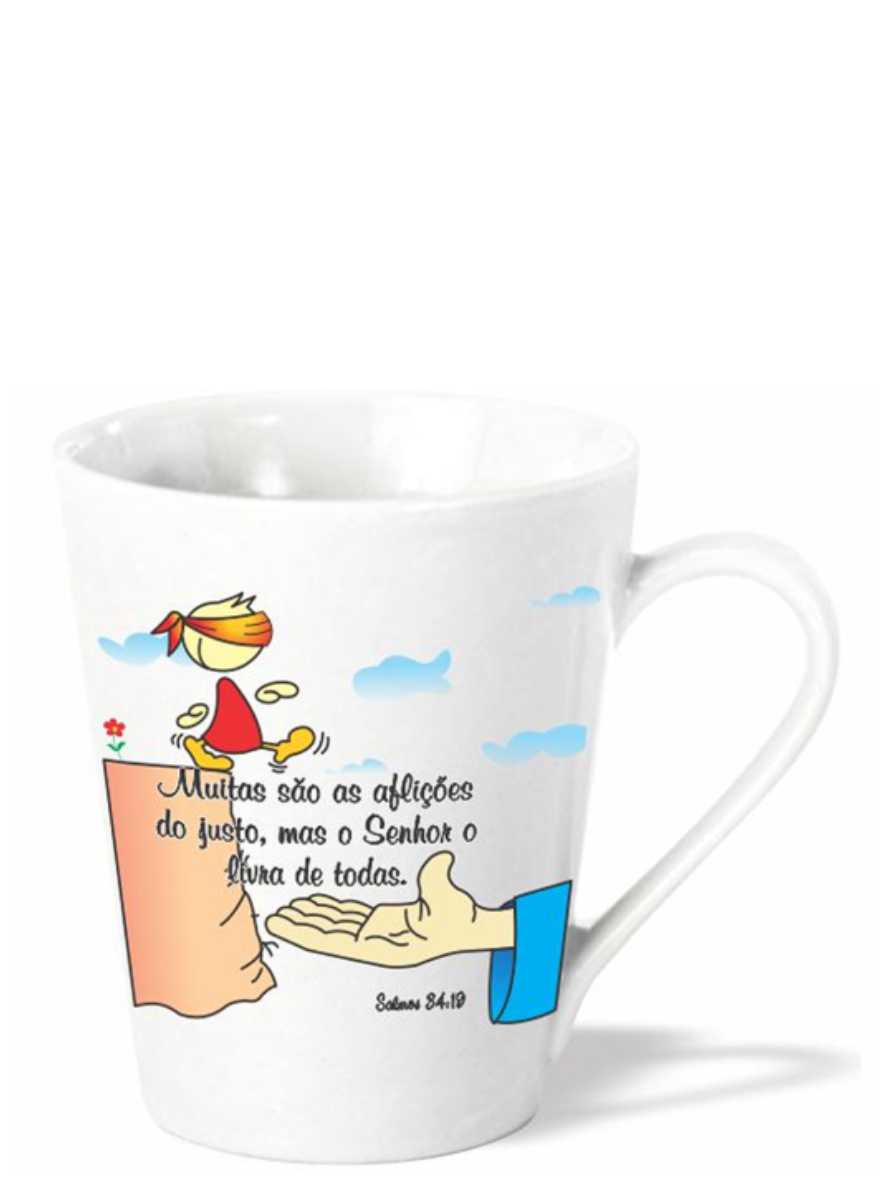 Muitas são as aflições
do justo, mas o Senhor o
livra de todas.
Salmos 34:19